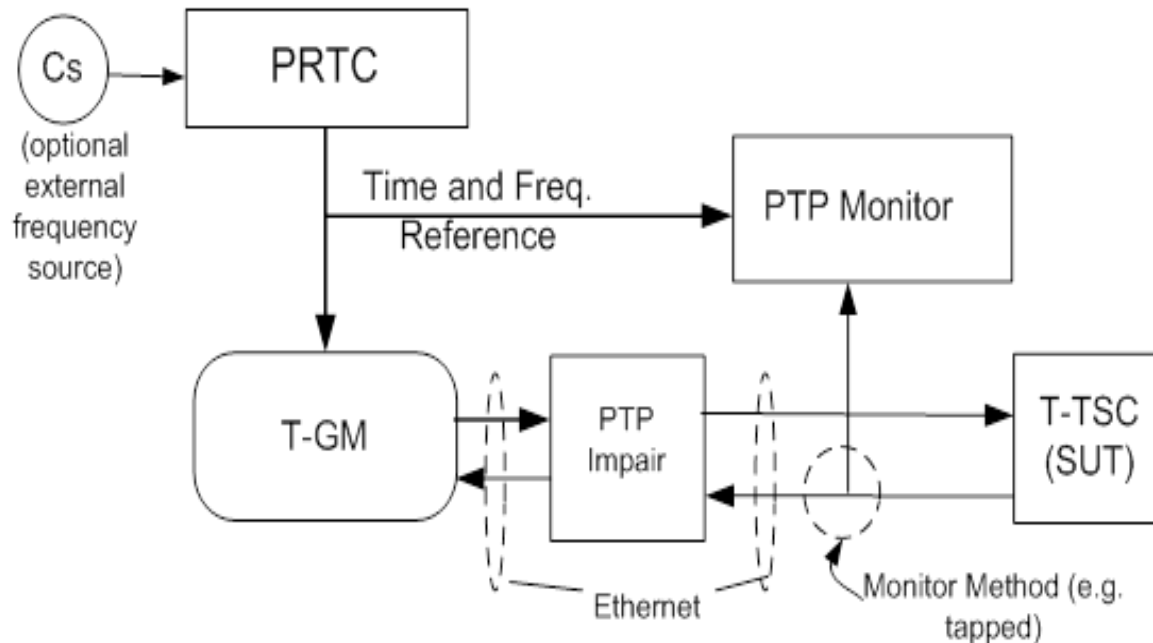 Cs
PRTC
(optional
external
frequency
source)
Time and Freq.
Reference
PTP Monitor
T-GM
PTP
Impair
T-TSC
(SUT)
Ethernet
Monitor Method (e.g.
tapped)